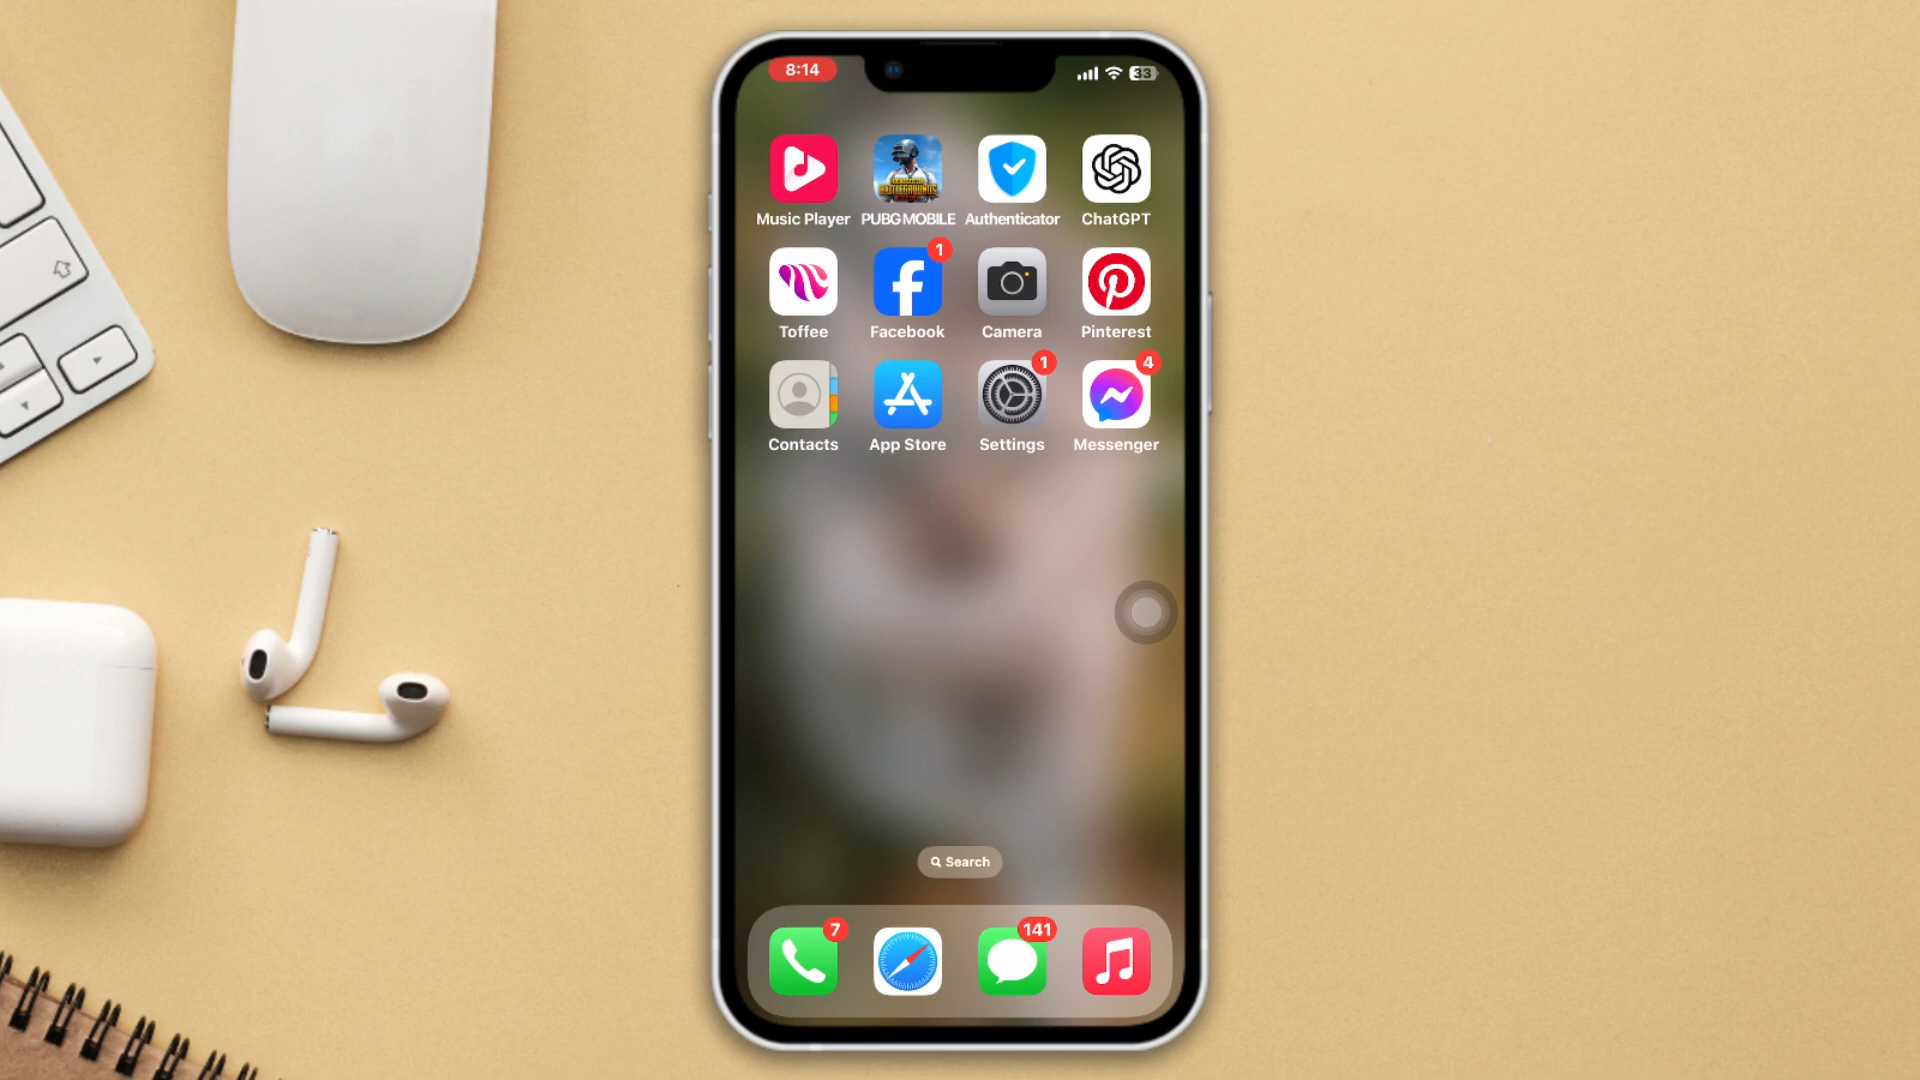 8:14
33
Music Player
PUBG MOBILE
Authenticator
ChatGPT
1
Toffee
Facebook
Camera
Pinterest
1
4
Contacts
App Store
Settings
Messenger
Search
7
141